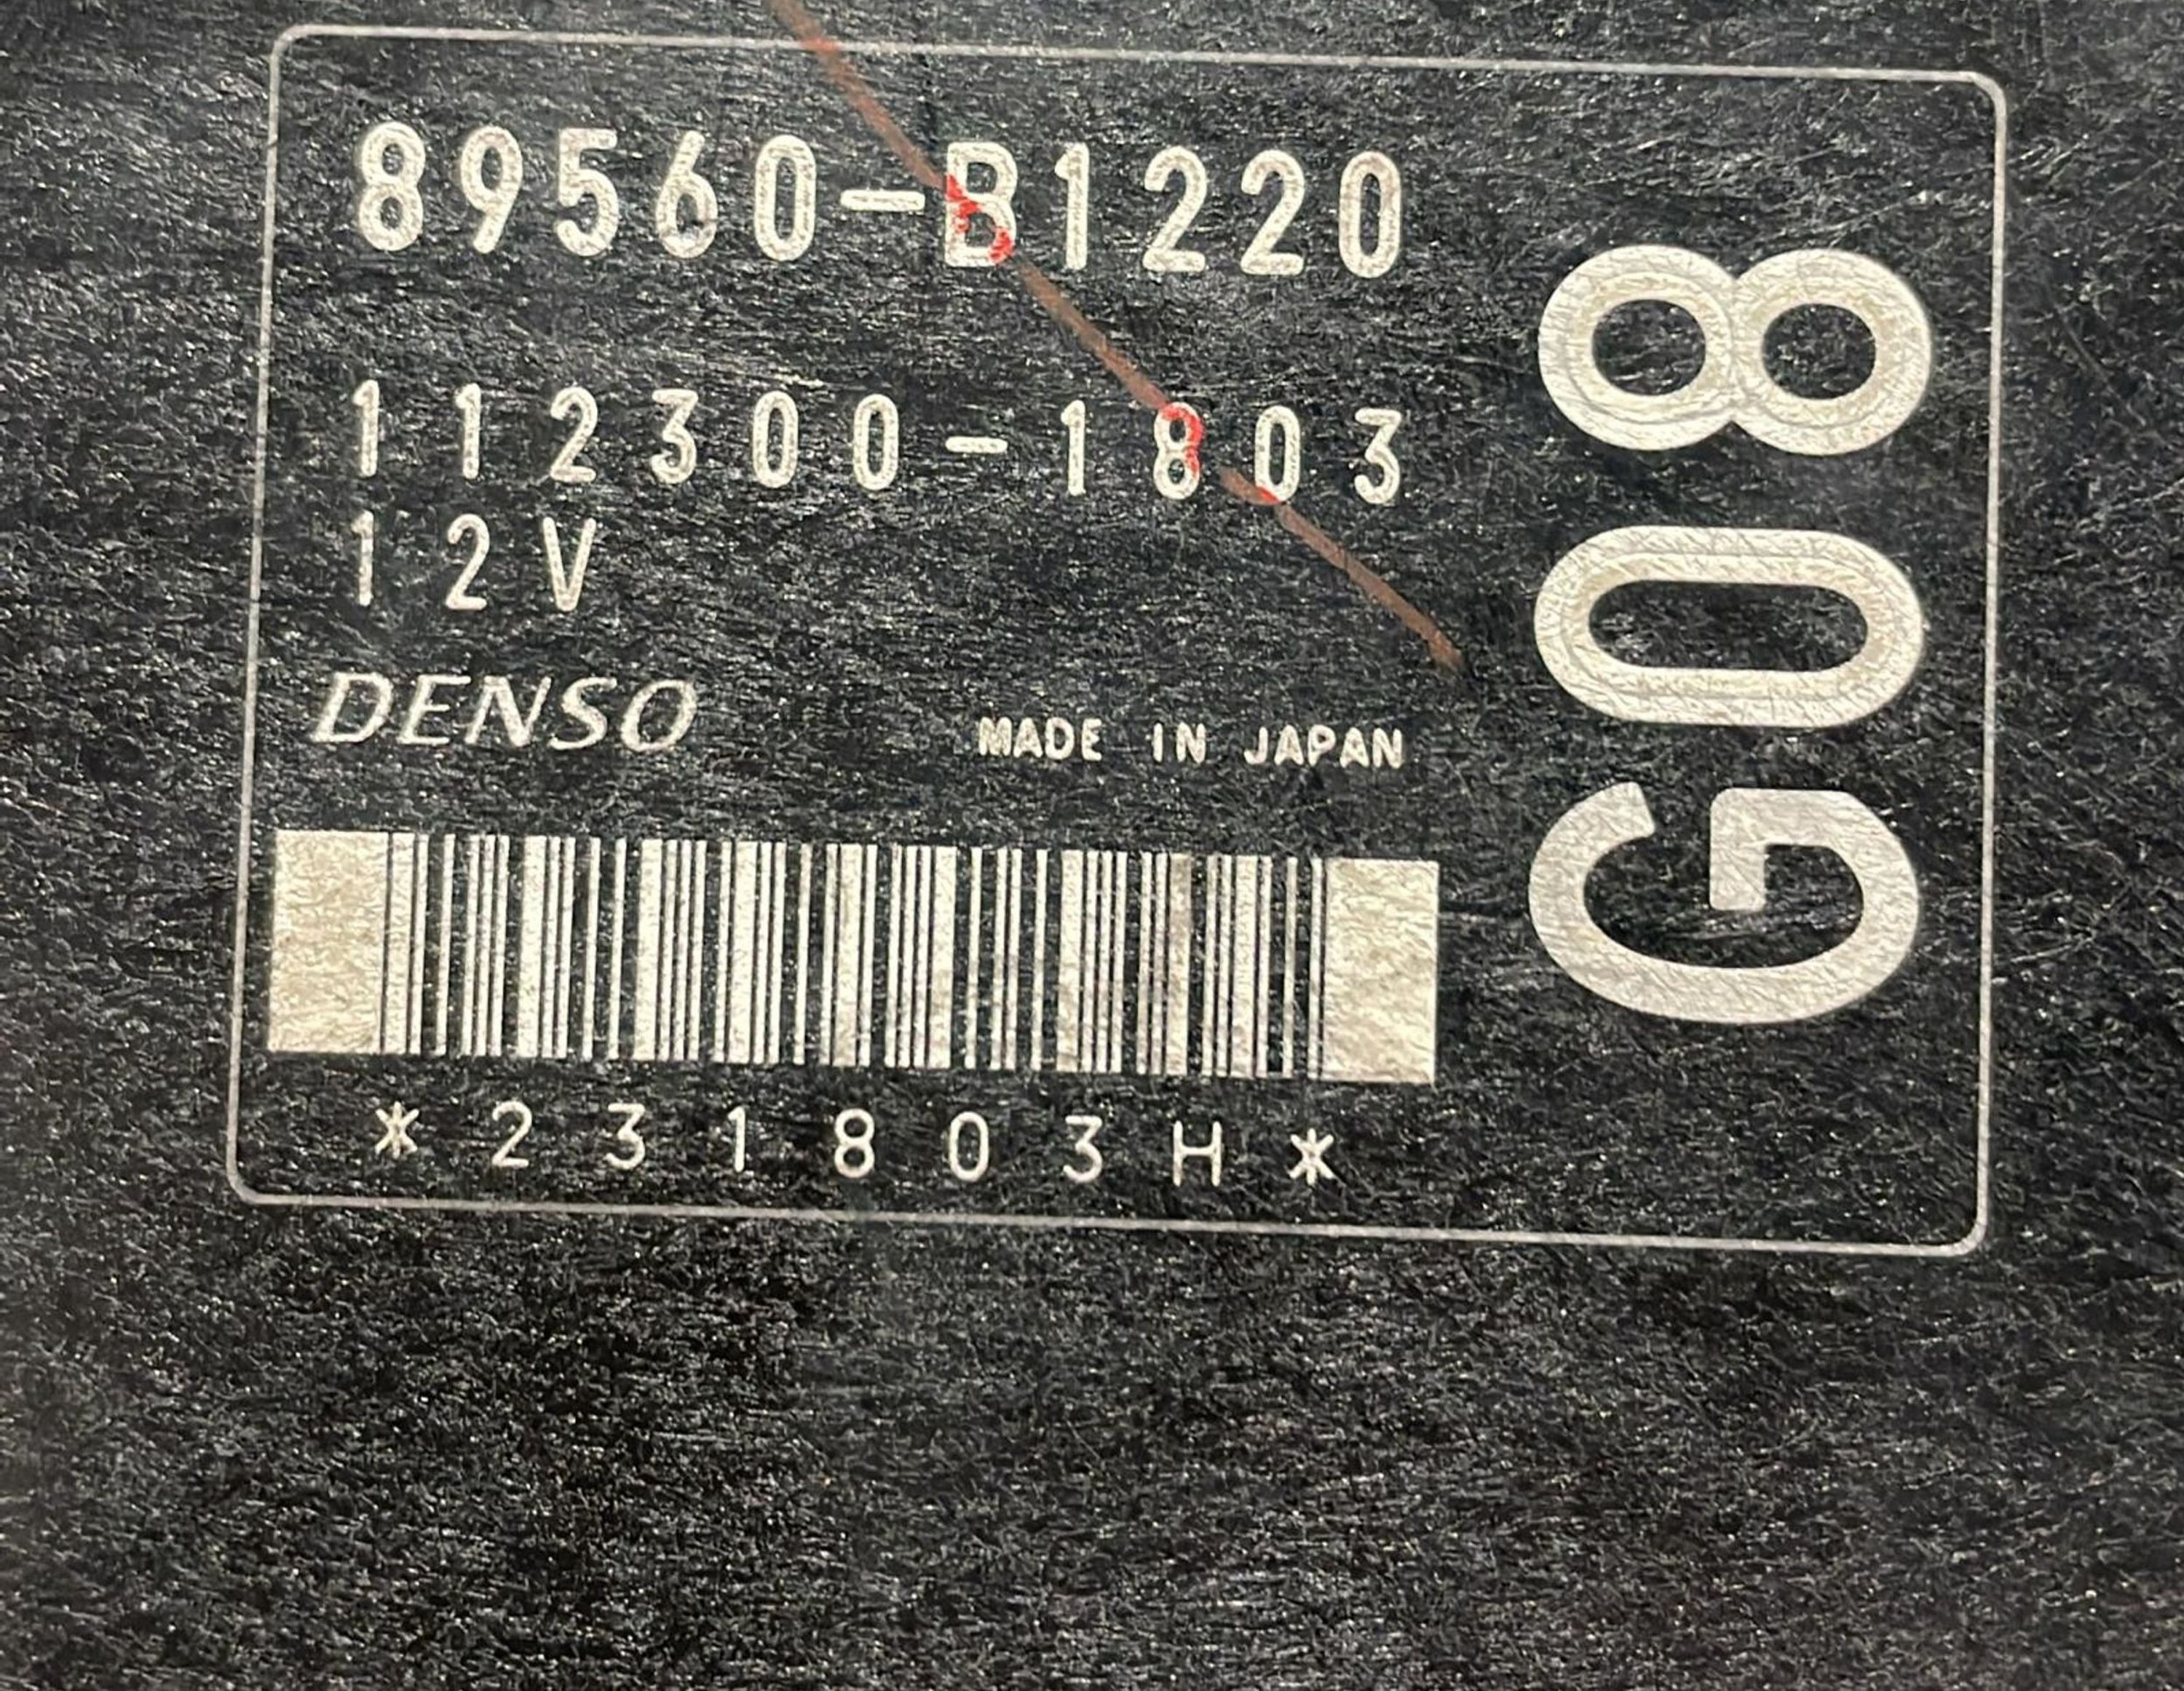 89560-B1220
112300-1803
12V
DENSO
MADE IN JAPAN
*231803H*
G08